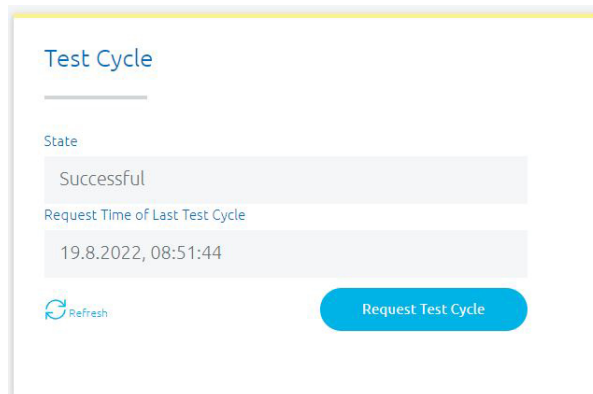 Test Cycle
State
Successful
Request Time of Last Test Cycle
19.8.2022, 08:51:44
Refresh
Request Test Cycle